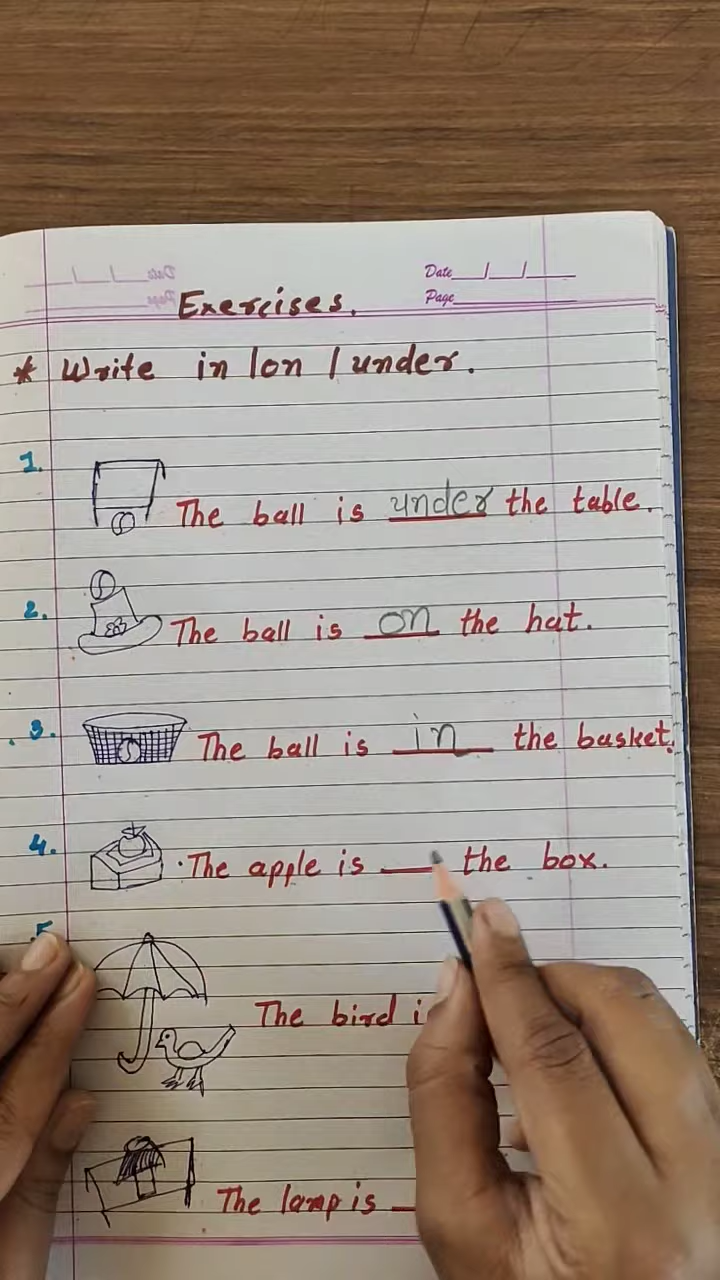 Date
Page
Exercises.
* Write in / on / under.
1. The ball is under the table.
2. The ball is on the hat.
3. The ball is in the basket.
4. The apple is ___ the box.
5. The bird i
The lamp is _